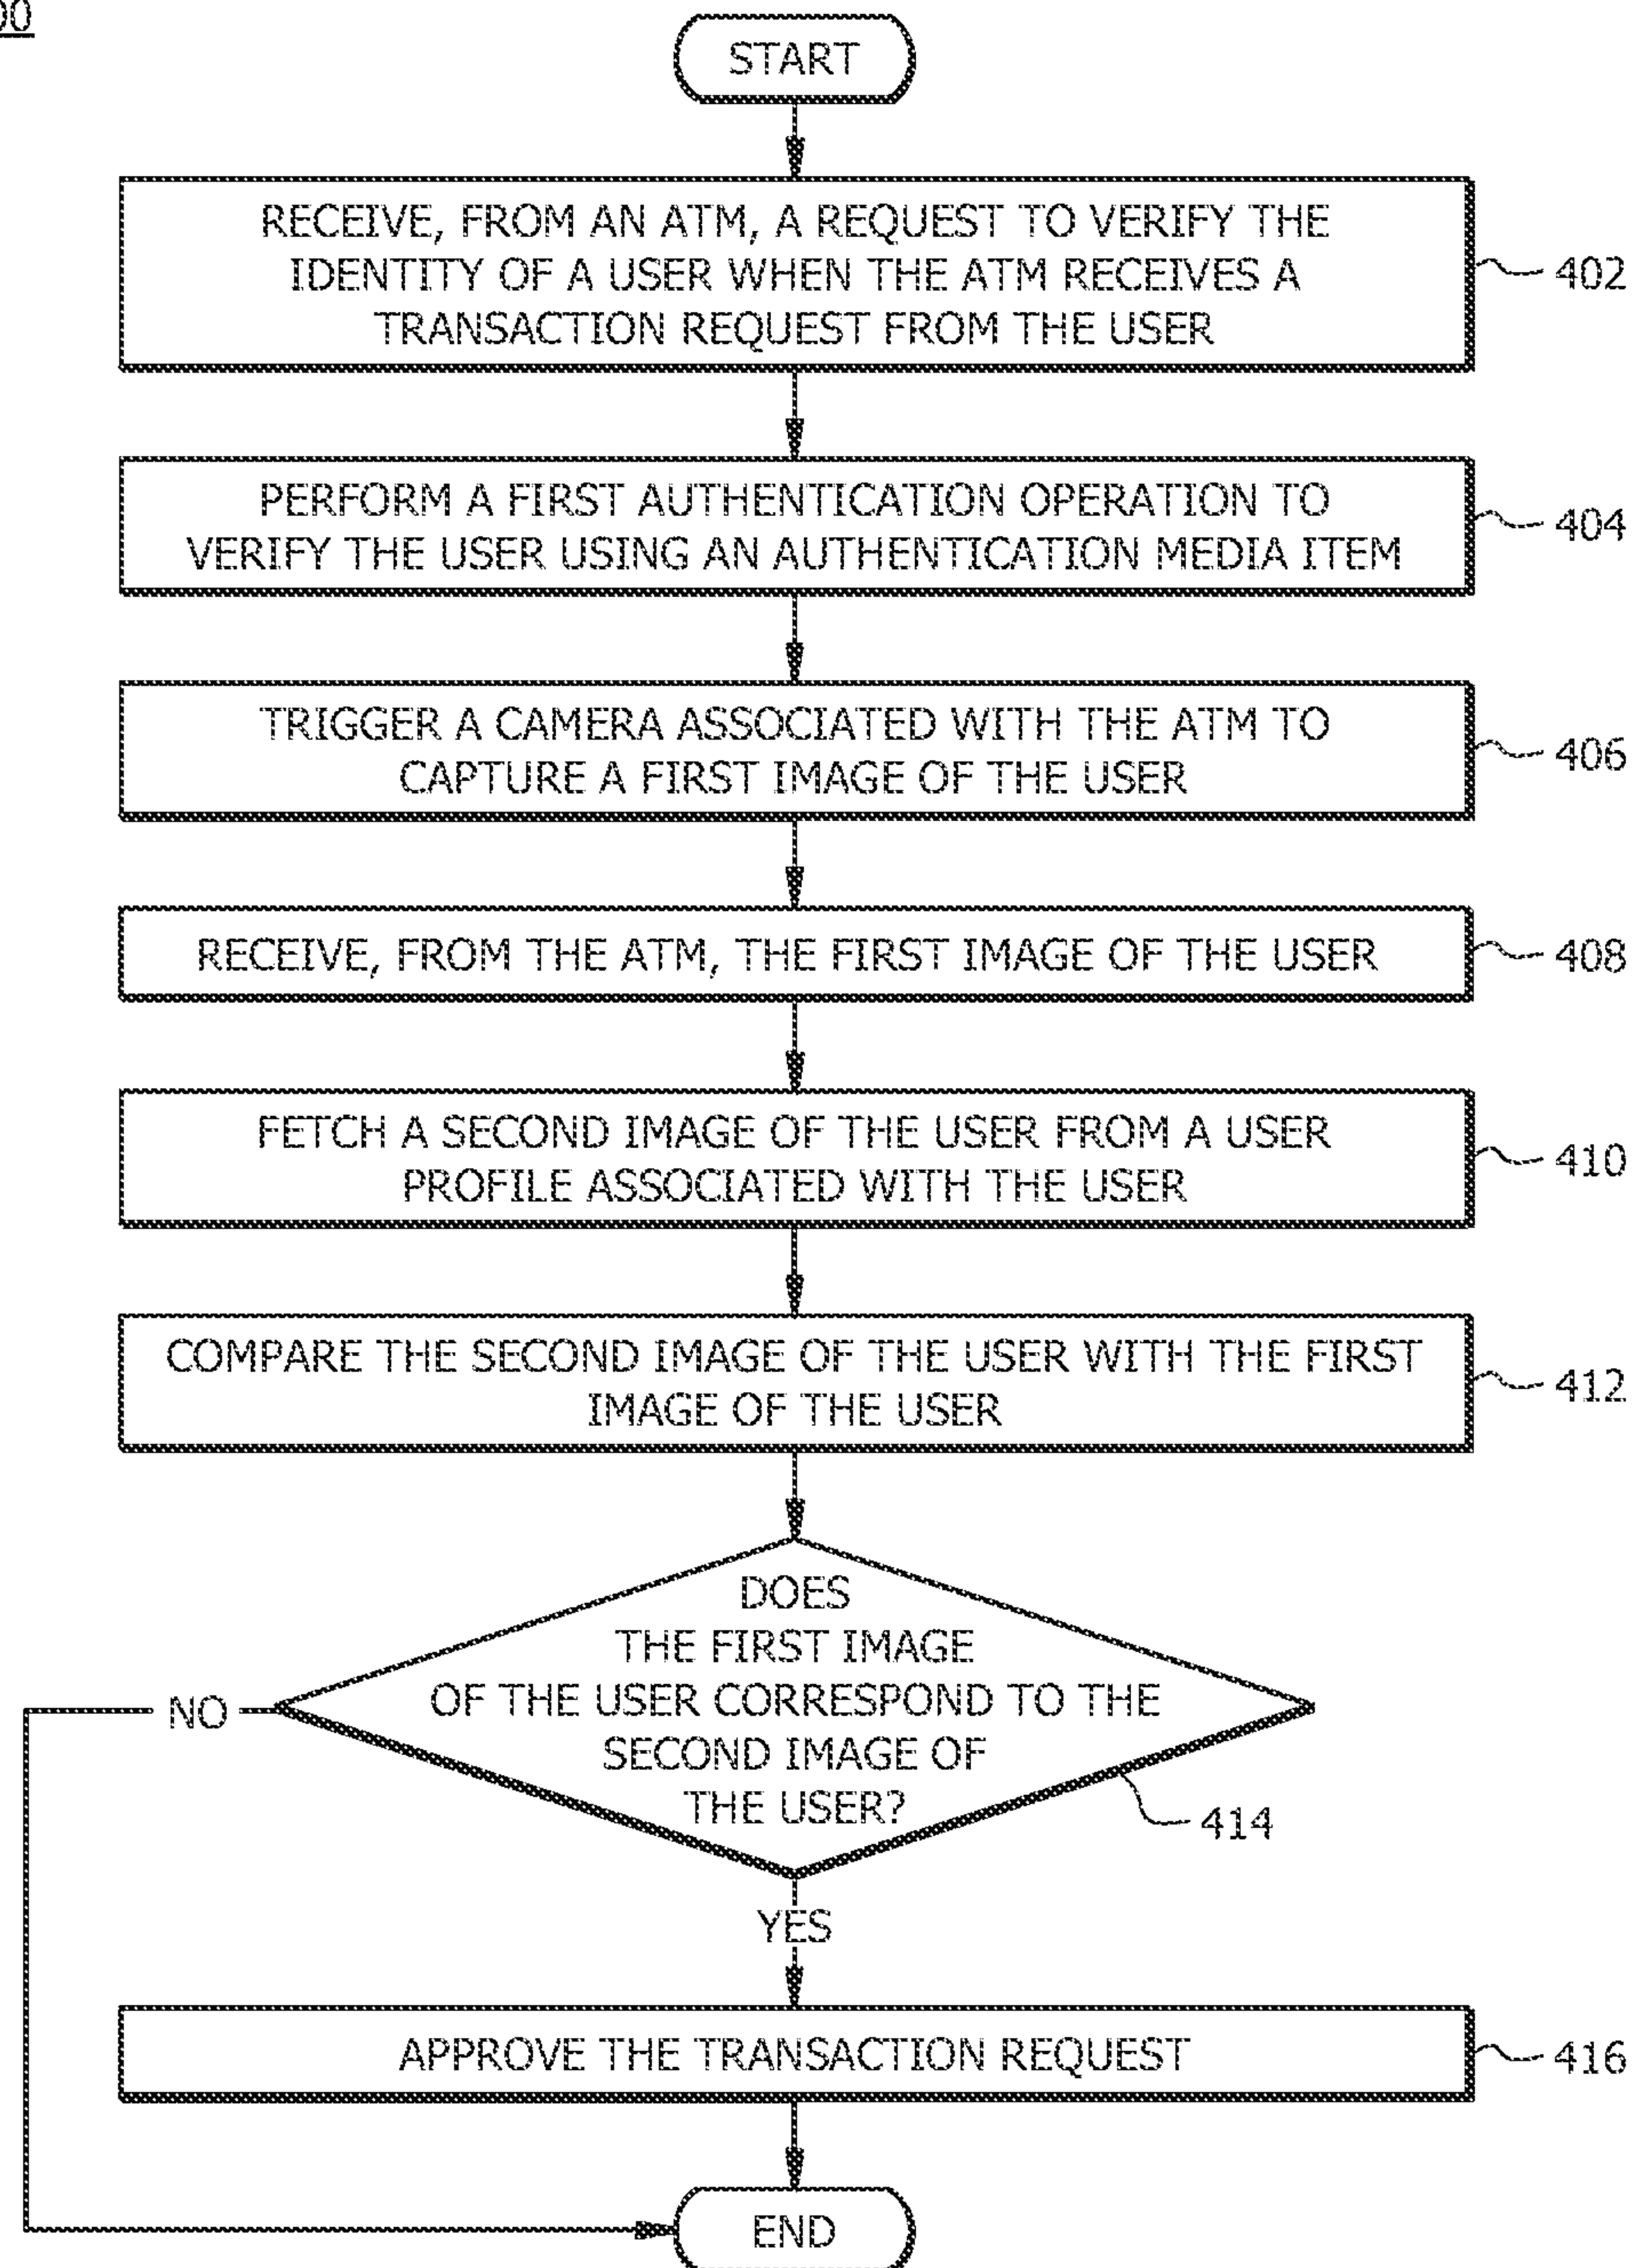 START
RECEIVE, FROM AN ATM, A REQUEST TO VERIFY THE
IDENTITY OF A USER WHEN THE ATM RECEIVES A
TRANSACTION REQUEST FROM THE USER
402
PERFORM A FIRST AUTHENTICATION OPERATION TO
VERIFY THE USER USING AN AUTHENTICATION MEDIA ITEM
404
TRIGGER A CAMERA ASSOCIATED WITH THE ATM TO
CAPTURE A FIRST IMAGE OF THE USER
406
RECEIVE, FROM THE ATM, THE FIRST IMAGE OF THE USER
408
FETCH A SECOND IMAGE OF THE USER FROM A USER
PROFILE ASSOCIATED WITH THE USER
410
COMPARE THE SECOND IMAGE OF THE USER WITH THE FIRST
IMAGE OF THE USER
412
DOES
THE FIRST IMAGE
OF THE USER CORRESPOND TO THE
SECOND IMAGE OF
THE USER?
NO
414
YES
APPROVE THE TRANSACTION REQUEST
416
END